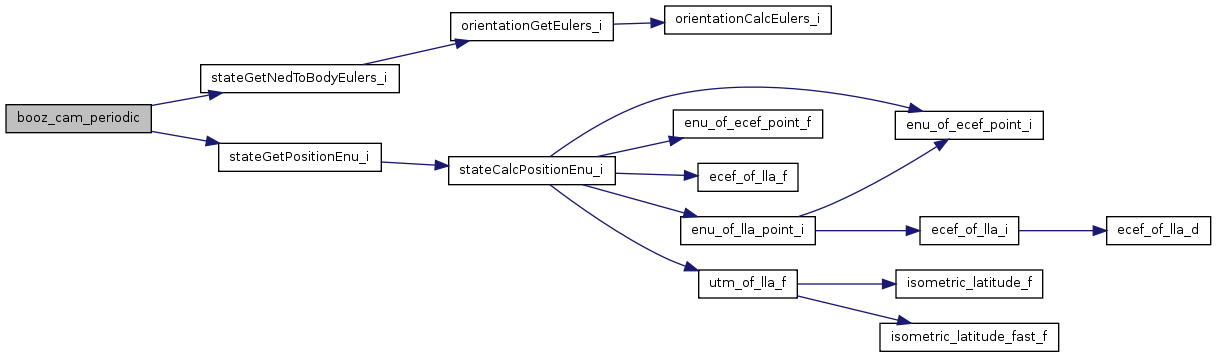 booz_cam_periodic
stateGetNedToBodyEulers_i
orientationGetEulers_i
orientationCalcEulers_i
stateGetPositionEnu_i
stateCalcPositionEnu_i
enu_of_ecef_point_i
enu_of_ecef_point_f
ecef_of_lla_f
enu_of_lla_point_i
ecef_of_lla_i
ecef_of_lla_d
utm_of_lla_f
isometric_latitude_f
isometric_latitude_fast_f